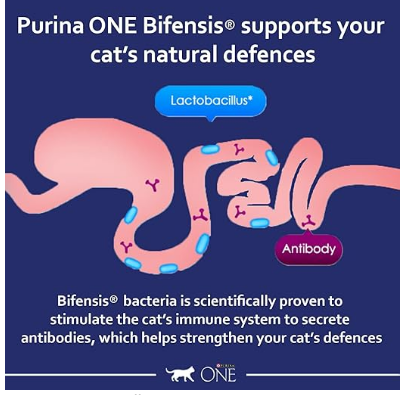 Purina ONE Bifensis® supports your
cat's natural defences
Lactobacillus*
Antibody
Bifensis® bacteria is scientifically proven to
stimulate the cat's immune system to secrete
antibodies, which helps strengthen your cat's defences
PURINA
ONE